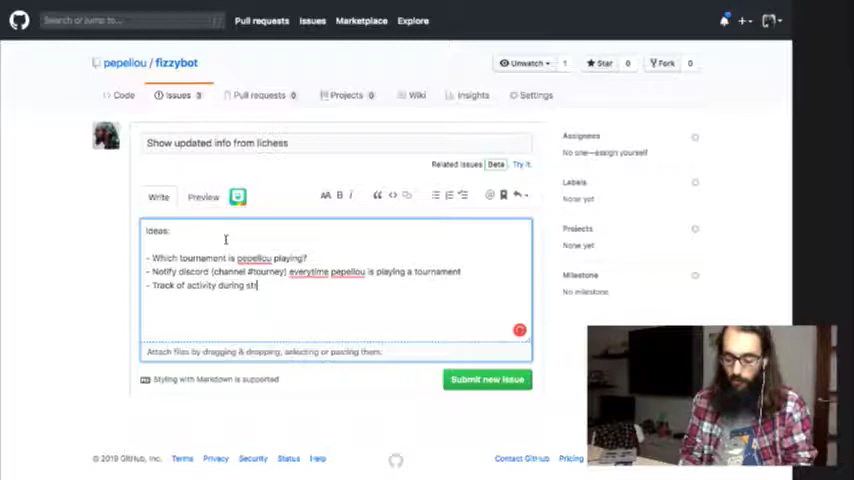 Search or jump to...
Pull requests Issues Marketplace Explore
pepeliou / fizzybot
Unwatch 1 Star 0 Fork 0
Code Issues 3 Pull requests 0 Projects 0 Wiki Insights Settings
Show updated info from lichess
Related Issues Beta Try it.
Write Preview
AA B i
Ideas:
- Which tournament is pepeliou playing?
- Notify discord (channel #tourney) everytime pepeliou is playing a tournament
- Track of activity during str
Attach files by dragging & dropping, selecting or pasting them.
Styling with Markdown is supported
Submit new issue
Assignees
No one—assign yourself
Labels
None yet
Projects
None yet
Milestone
No milestone
© 2019 GitHub, Inc. Terms Privacy Security Status Help
Contact GitHub Pricing